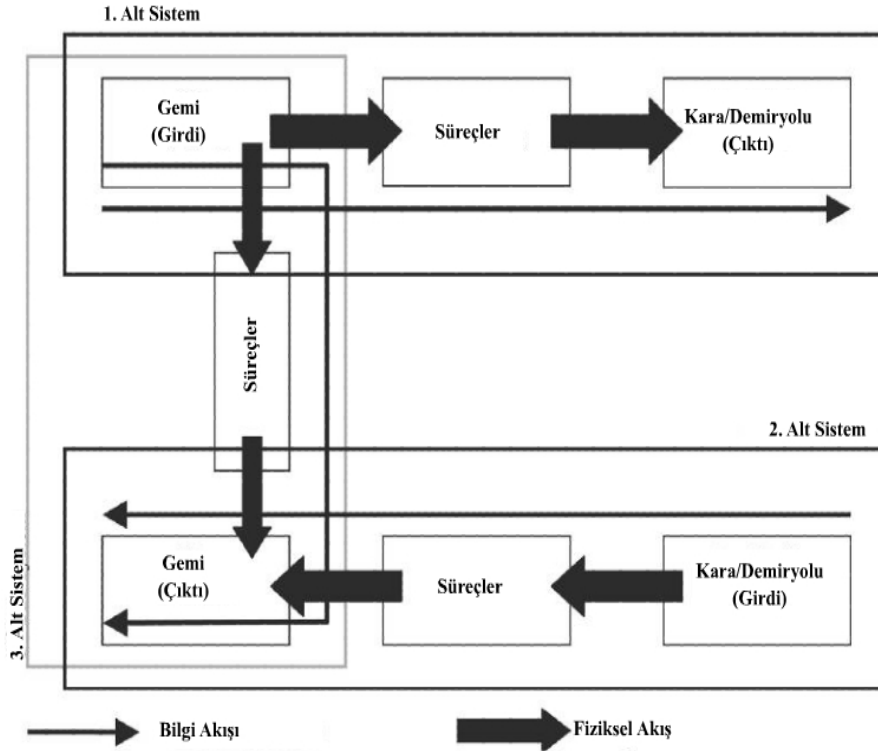 1. Alt Sistem
Gemi
(Girdi)
Süreçler
Kara/Demiryolu
(Çıktı)
Süreçler
2. Alt Sistem
3. Alt Sistem
Gemi
(Çıktı)
Süreçler
Kara/Demiryolu
(Girdi)
Bilgi Akışı
Fiziksel Akış